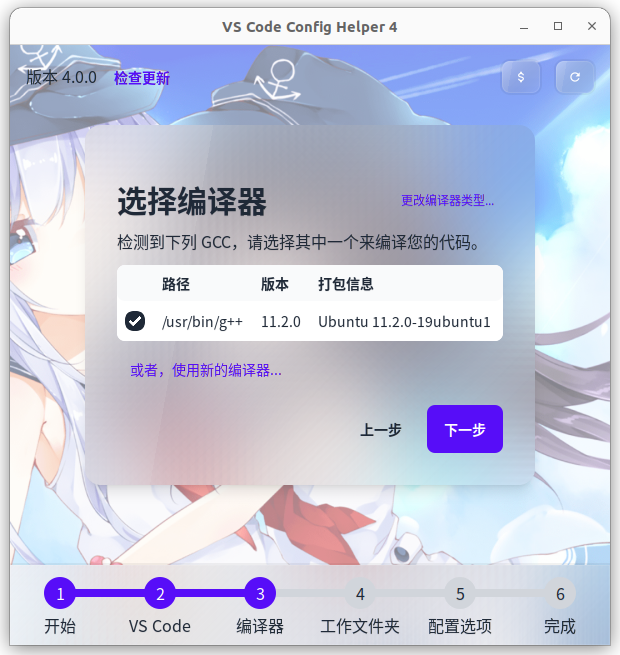 VS Code Config Helper 4
版本 4.0.0 检查更新
$
选择编译器
更改编译器类型...
检测到下列 GCC，请选择其中一个来编译您的代码。
路径 版本 打包信息
/usr/bin/g++ 11.2.0 Ubuntu 11.2.0-19ubuntu1
或者，使用新的编译器...
上一步 下一步
1 2 3 4 5 6
开始 VS Code 编译器 工作文件夹 配置选项 完成